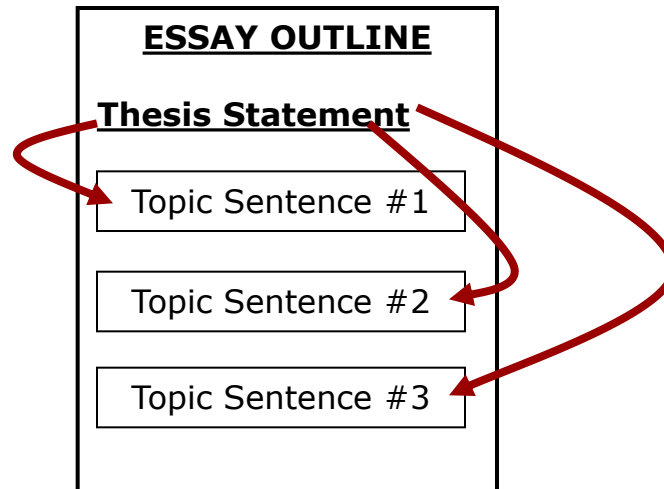 ESSAY OUTLINE
Thesis Statement
Topic Sentence #1
Topic Sentence #2
Topic Sentence #3